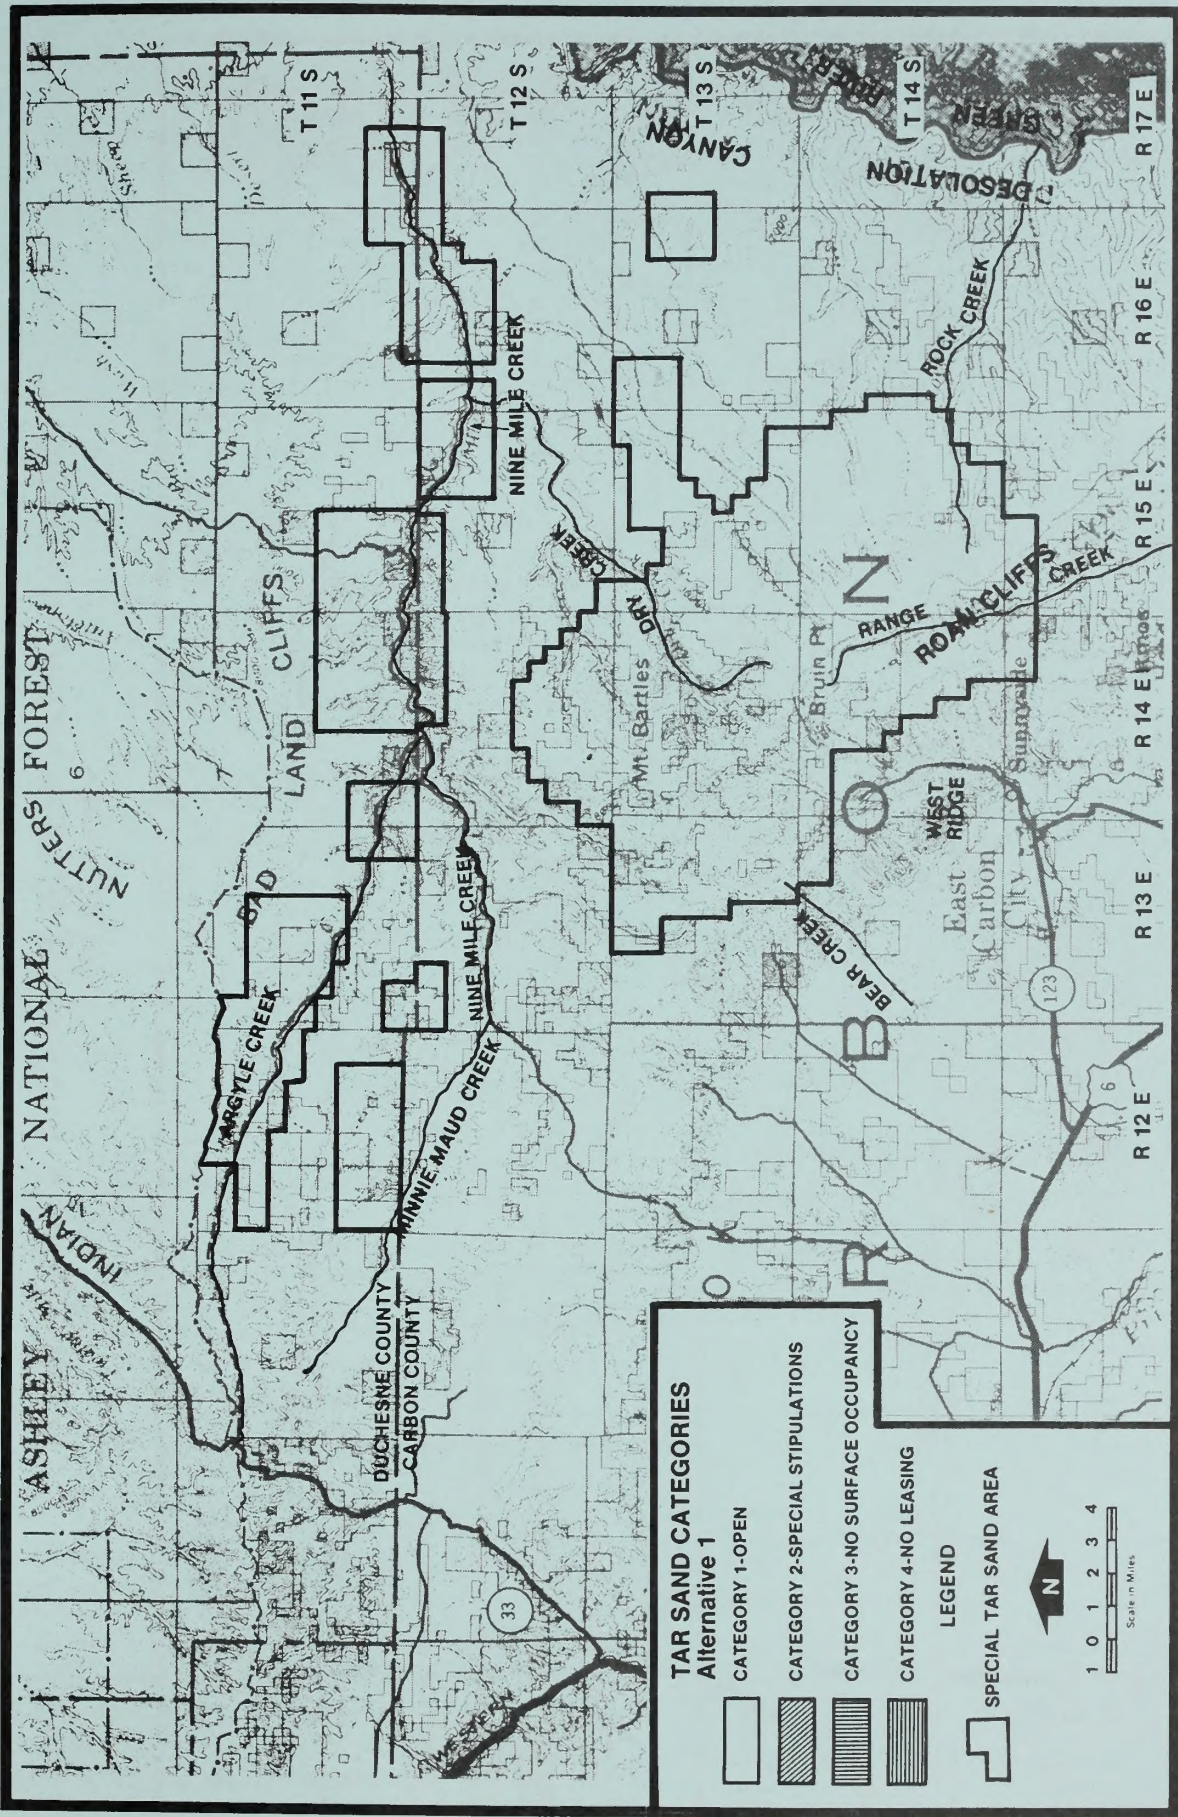 ASHLEY NATIONAL FOREST
NUTTERS
INDIAN
BAD LAND CLIFFS
ARGYLE CREEK
MINNIE MAUD CREEK
NINE MILE CREEK
NINE MILE CREEK
DUCHESNE COUNTY
CARBON COUNTY
T 11 S
T 12 S
T 13 S
T 14 S
CANYON
DESOLATION
GREEN
RIVER
DRY
CREEK
Mt. Bartles
Bruin Pt
ROCK CREEK
RANGE
CREEK
ROAN CLIFFS
WEST
RIDGE
BEAR CREEK
East
Carbon
City
Sunnyside
R B O N
O
33
123
6
6
WESTERN
R 12 E
R 13 E
R 14 E
R 15 E
R 16 E
R 17 E
TAR SAND CATEGORIES
Alternative 1
CATEGORY 1-OPEN
CATEGORY 2-SPECIAL STIPULATIONS
CATEGORY 3-NO SURFACE OCCUPANCY
CATEGORY 4-NO LEASING
LEGEND
SPECIAL TAR SAND AREA
N
1 0 1 2 3 4
Scale in Miles